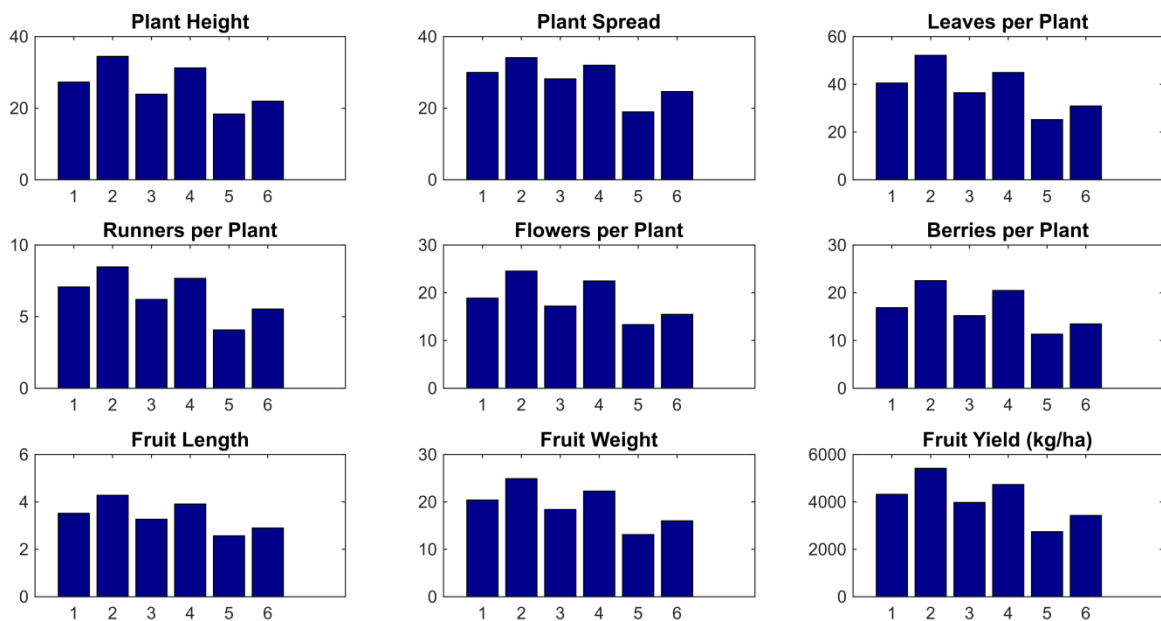 Plant Height
40
20
0
1 2 3 4 5 6
Plant Spread
40
30
20
10
0
1 2 3 4 5 6
Leaves per Plant
60
40
20
0
1 2 3 4 5 6
Runners per Plant
10
5
0
1 2 3 4 5 6
Flowers per Plant
30
20
10
0
1 2 3 4 5 6
Berries per Plant
30
20
10
0
1 2 3 4 5 6
Fruit Length
6
4
2
0
1 2 3 4 5 6
Fruit Weight
30
20
10
0
1 2 3 4 5 6
Fruit Yield (kg/ha)
6000
4000
2000
0
1 2 3 4 5 6